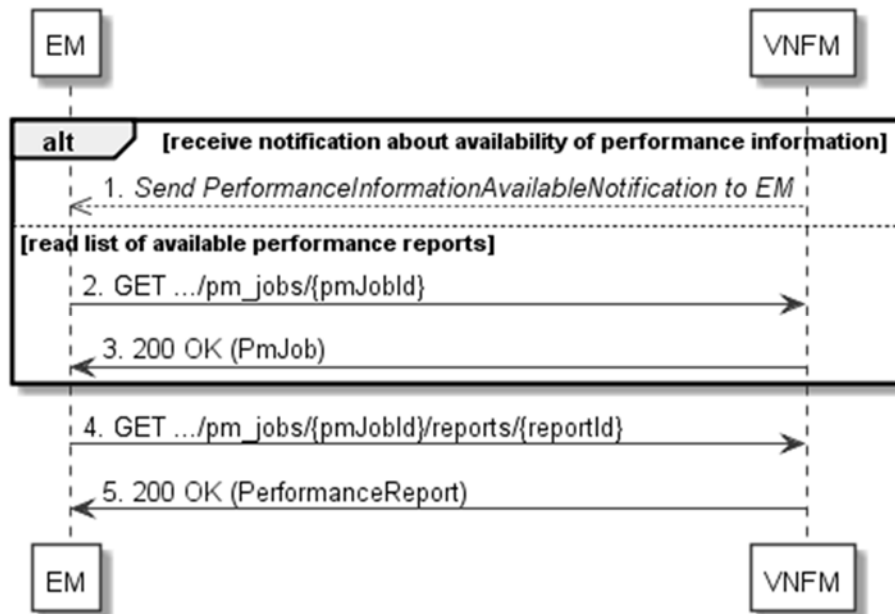 EM
VNFM
alt
[receive notification about availability of performance information]
1. Send PerformanceInformationAvailableNotification to EM
[read list of available performance reports]
2. GET .../pm_jobs/{pmJobId}
3. 200 OK (PmJob)
4. GET .../pm_jobs/{pmJobId}/reports/{reportId}
5. 200 OK (PerformanceReport)
EM
VNFM